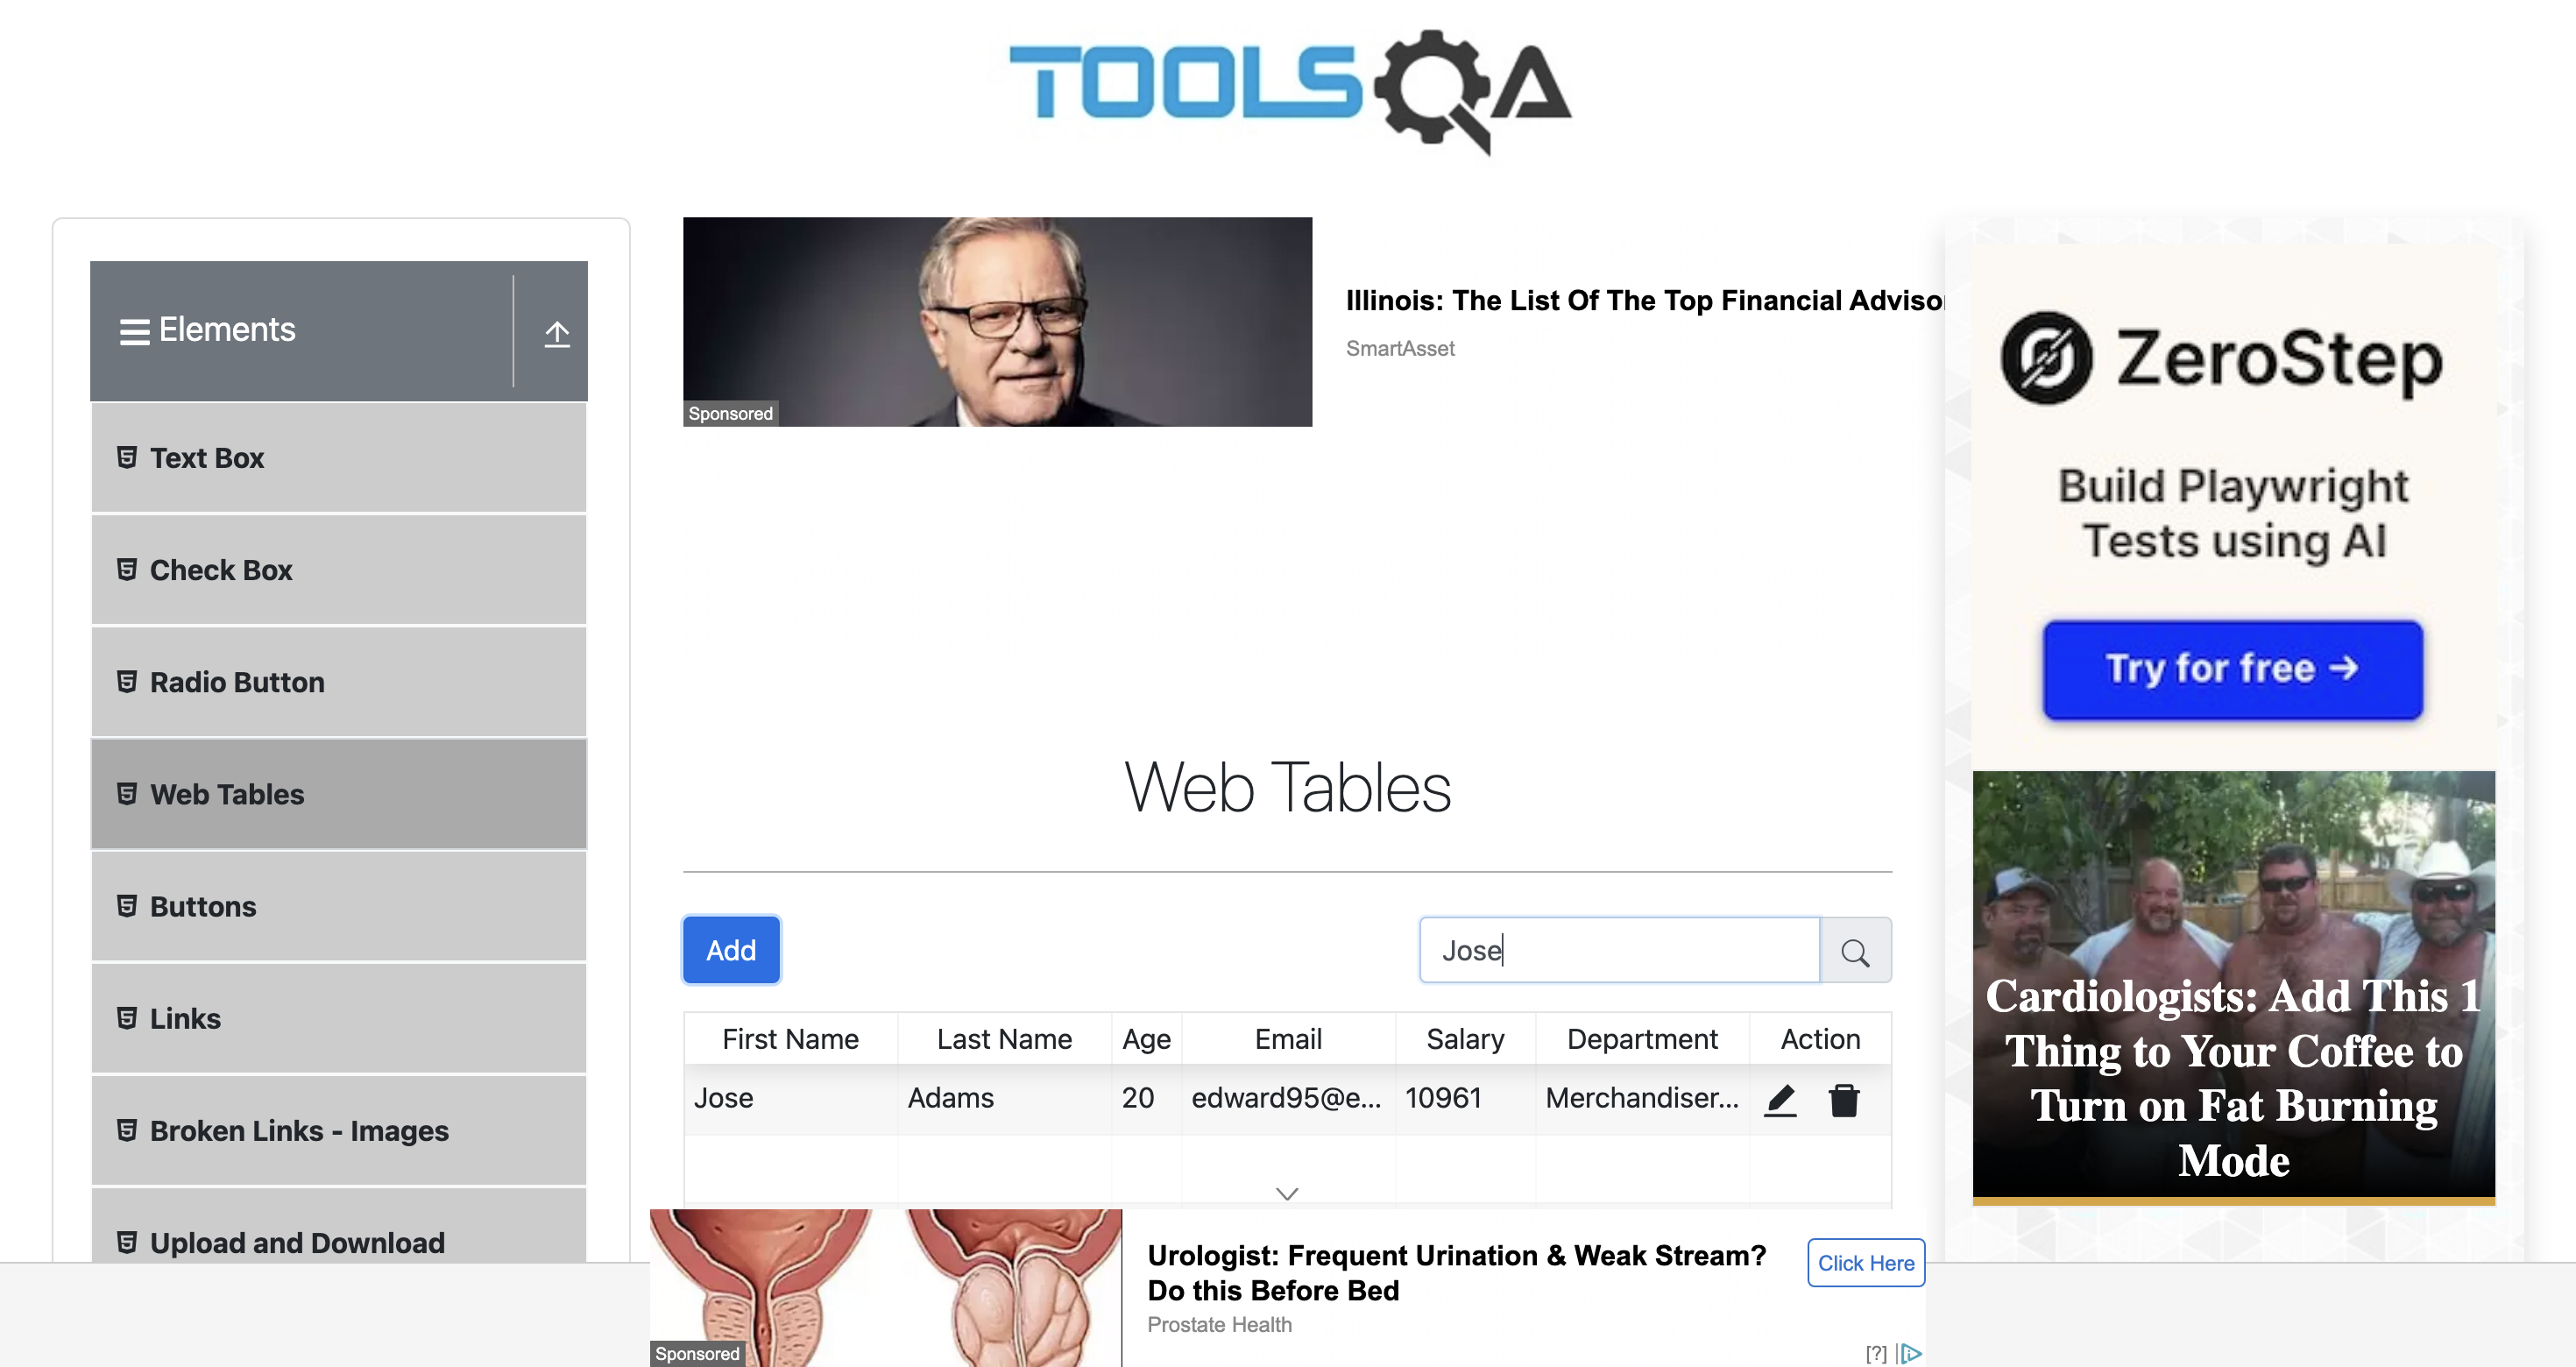 TOOLSQA
Elements
Text Box
Check Box
Radio Button
Web Tables
Buttons
Links
Broken Links - Images
Upload and Download
Sponsored
Illinois: The List Of The Top Financial Advisor
SmartAsset
Web Tables
Add
Jose
First Name Last Name Age Email Salary Department Action
Jose Adams 20 edward95@e... 10961 Merchandiser...
Urologist: Frequent Urination & Weak Stream?
Do this Before Bed
Prostate Health
Click Here
Sponsored
[?]
ZeroStep
Build Playwright
Tests using AI
Try for free →
Cardiologists: Add This 1
Thing to Your Coffee to
Turn on Fat Burning
Mode